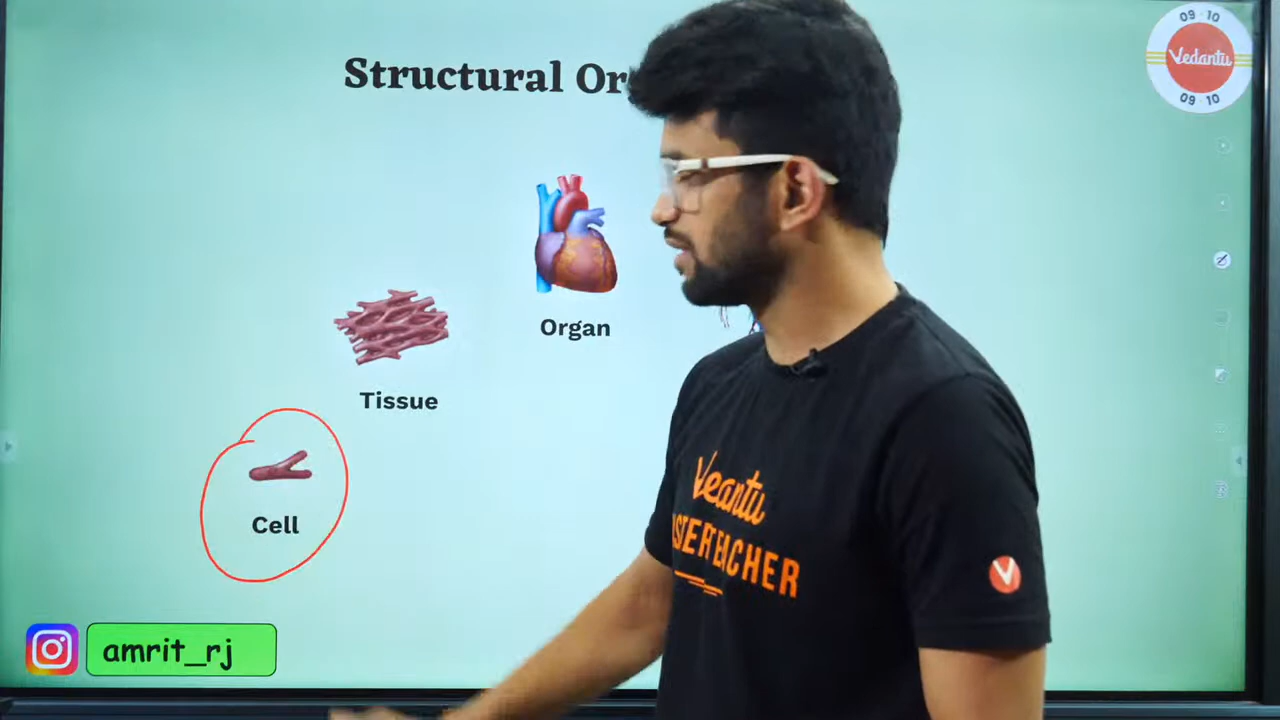 Structural Or
09 10
Vedantu
09 10
Organ
Tissue
Cell
amrit_rj
V